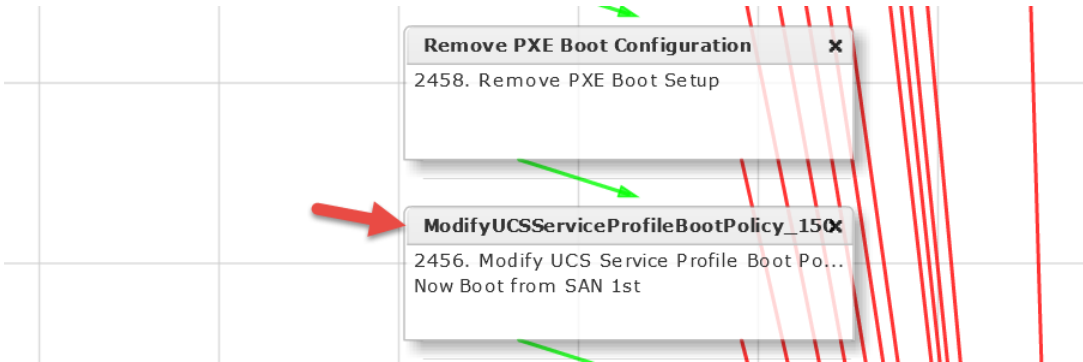 Remove PXE Boot Configuration
2458. Remove PXE Boot Setup
ModifyUCSServiceProfileBootPolicy_150
2456. Modify UCS Service Profile Boot Po...
Now Boot from SAN 1st